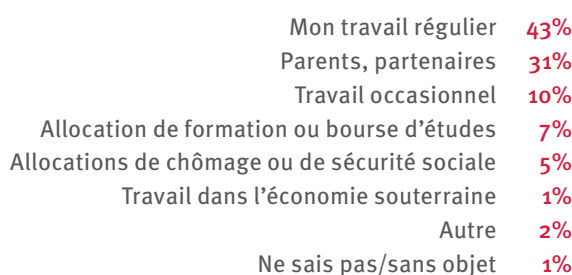 Mon travail régulier 43%
Parents, partenaires 31%
Travail occasionnel 10%
Allocation de formation ou bourse d’études 7%
Allocations de chômage ou de sécurité sociale 5%
Travail dans l’économie souterraine 1%
Autre 2%
Ne sais pas/sans objet 1%